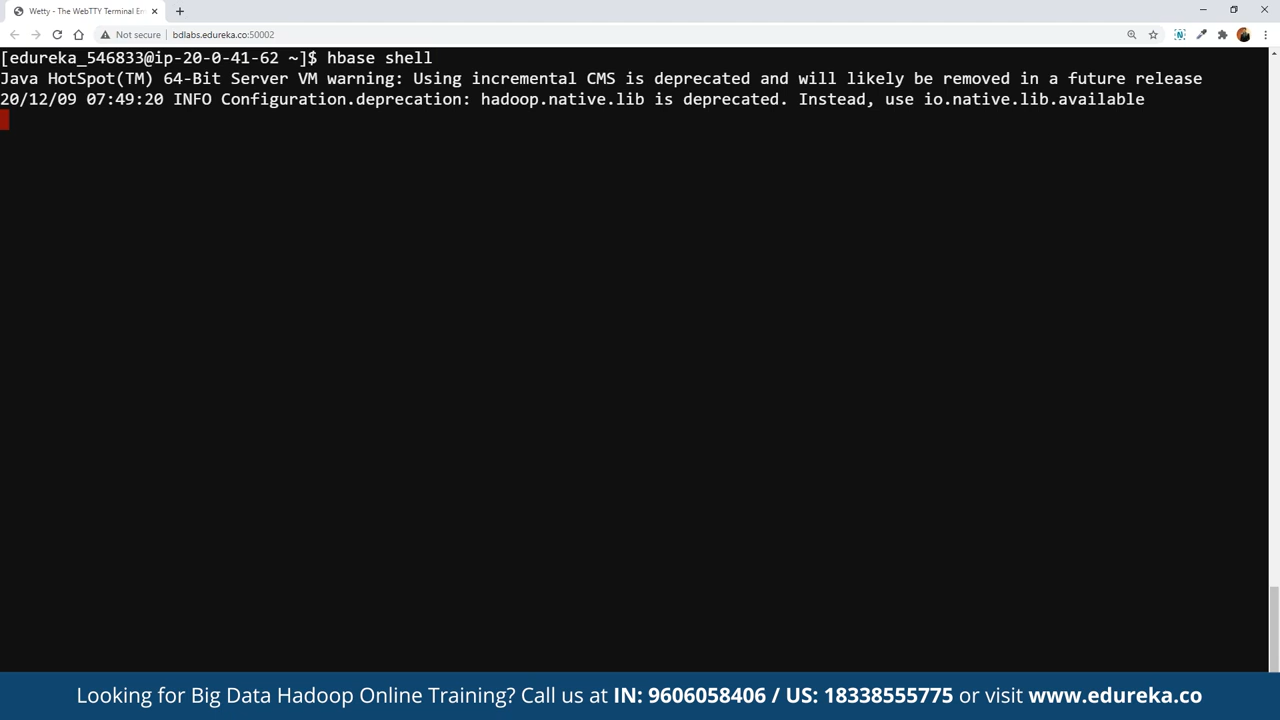 Wetty - The WebTTY Terminal Em
Not secure
bdlabs.edureka.co:50002
[edureka_546833@ip-20-0-41-62 ~]$ hbase shell
Java HotSpot(TM) 64-Bit Server VM warning: Using incremental CMS is deprecated and will likely be removed in a future release
20/12/09 07:49:20 INFO Configuration.deprecation: hadoop.native.lib is deprecated. Instead, use io.native.lib.available
Looking for Big Data Hadoop Online Training? Call us at IN: 9606058406 / US: 18338555775 or visit www.edureka.co